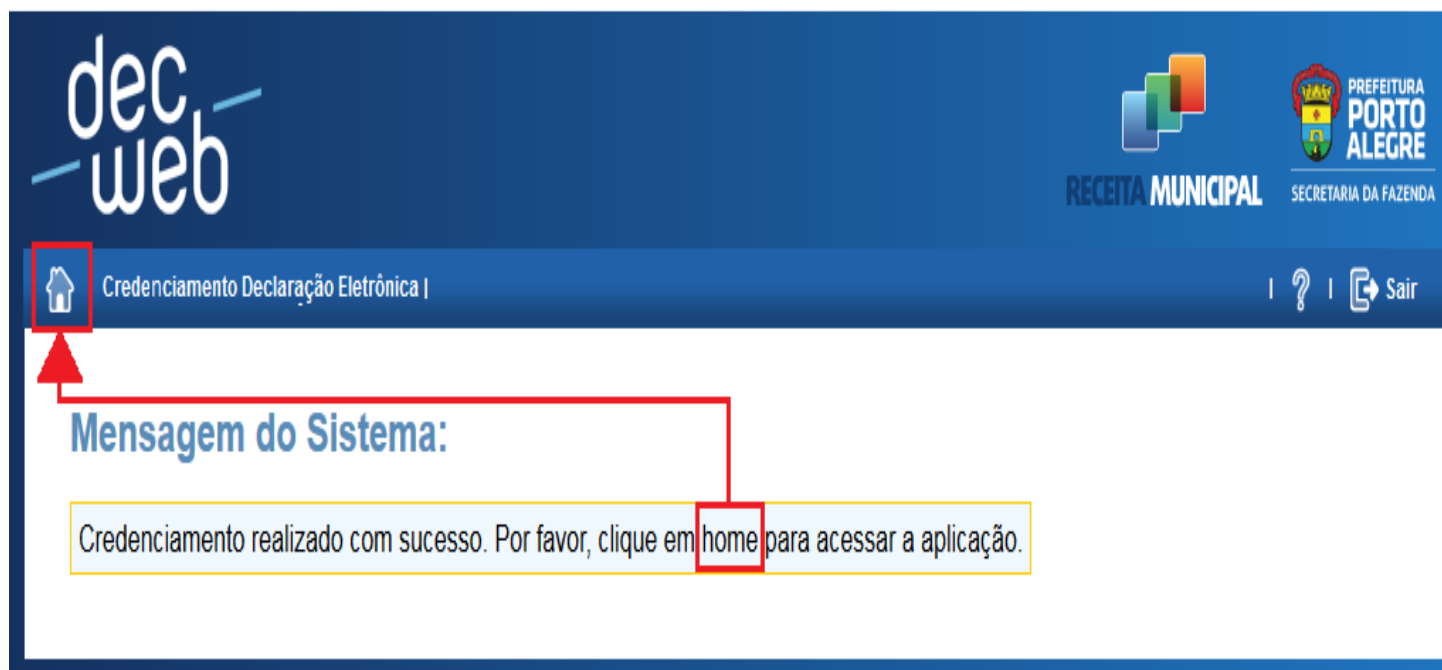 dec
web
RECEITA MUNICIPAL
PREFEITURA
PORTO
ALEGRE
SECRETARIA DA FAZENDA
Credenciamento Declaração Eletrônica |
| ? | Sair
Mensagem do Sistema:
Credenciamento realizado com sucesso. Por favor, clique em home para acessar a aplicação.